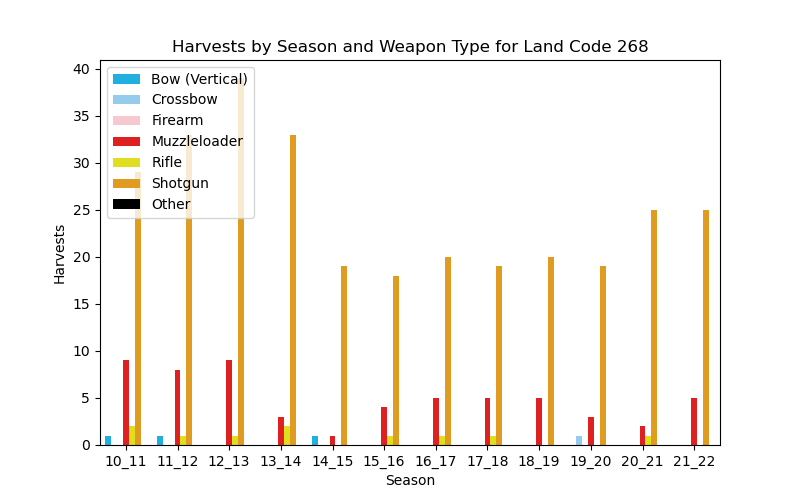 Harvests by Season and Weapon Type for Land Code 268
40
35
30
25
20
15
10
5
0
Harvests
Bow (Vertical)
Crossbow
Firearm
Muzzleloader
Rifle
Shotgun
Other
10_11 11_12 12_13 13_14 14_15 15_16 16_17 17_18 18_19 19_20 20_21 21_22
Season